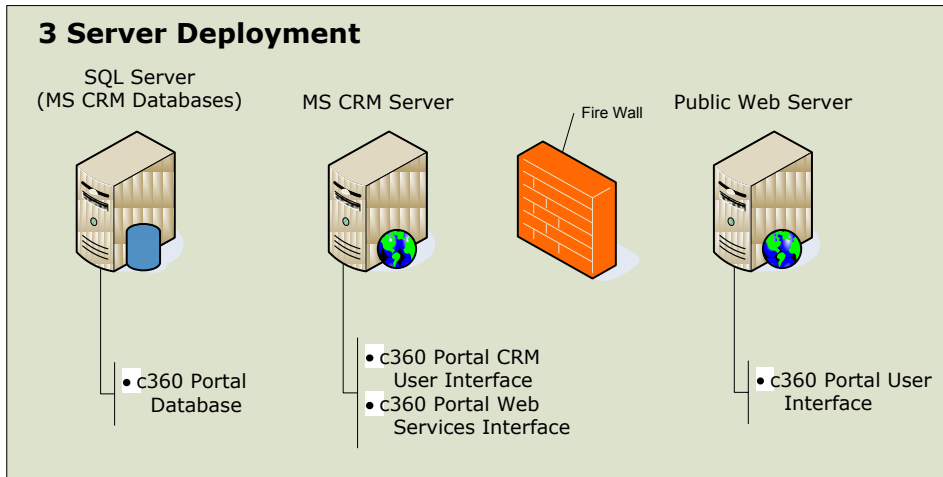 3 Server Deployment
SQL Server
(MS CRM Databases)
MS CRM Server
Fire Wall
Public Web Server
• c360 Portal
Database
• c360 Portal CRM
User Interface
• c360 Portal Web
Services Interface
• c360 Portal User
Interface